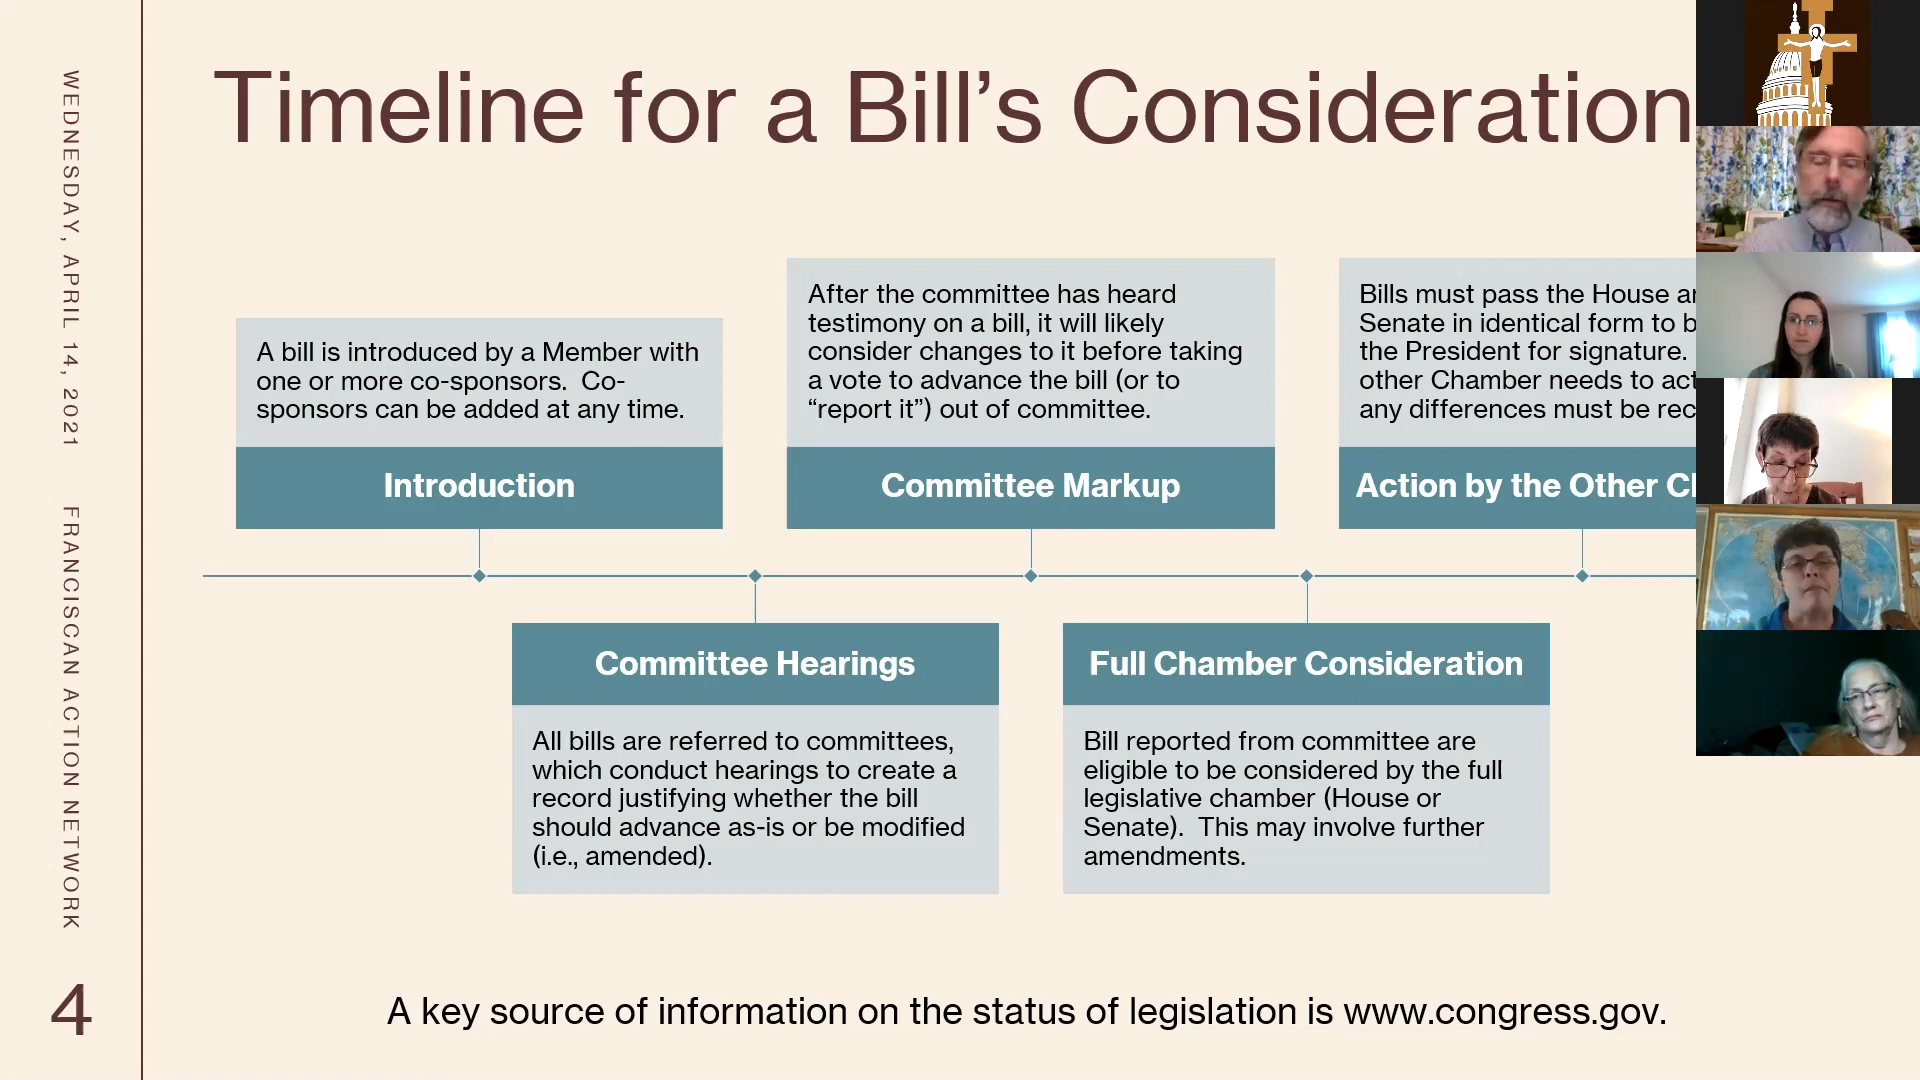 WEDNESDAY, APRIL 14, 2021
FRANCISCAN ACTION NETWORK
4
Timeline for a Bill’s Consideration
A bill is introduced by a Member with
one or more co-sponsors.  Co-
sponsors can be added at any time.
Introduction
All bills are referred to committees,
which conduct hearings to create a
record justifying whether the bill
should advance as-is or be modified
(i.e., amended).
Committee Hearings
After the committee has heard
testimony on a bill, it will likely
consider changes to it before taking
a vote to advance the bill (or to
“report it”) out of committee.
Committee Markup
Full Chamber Consideration
Bill reported from committee are
eligible to be considered by the full
legislative chamber (House or
Senate).  This may involve further
amendments.
Bills must pass the House
Senate in identical form to
the President for signature.
other Chamber needs to act
any differences must be
Action by the Other
A key source of information on the status of legislation is www.congress.gov.